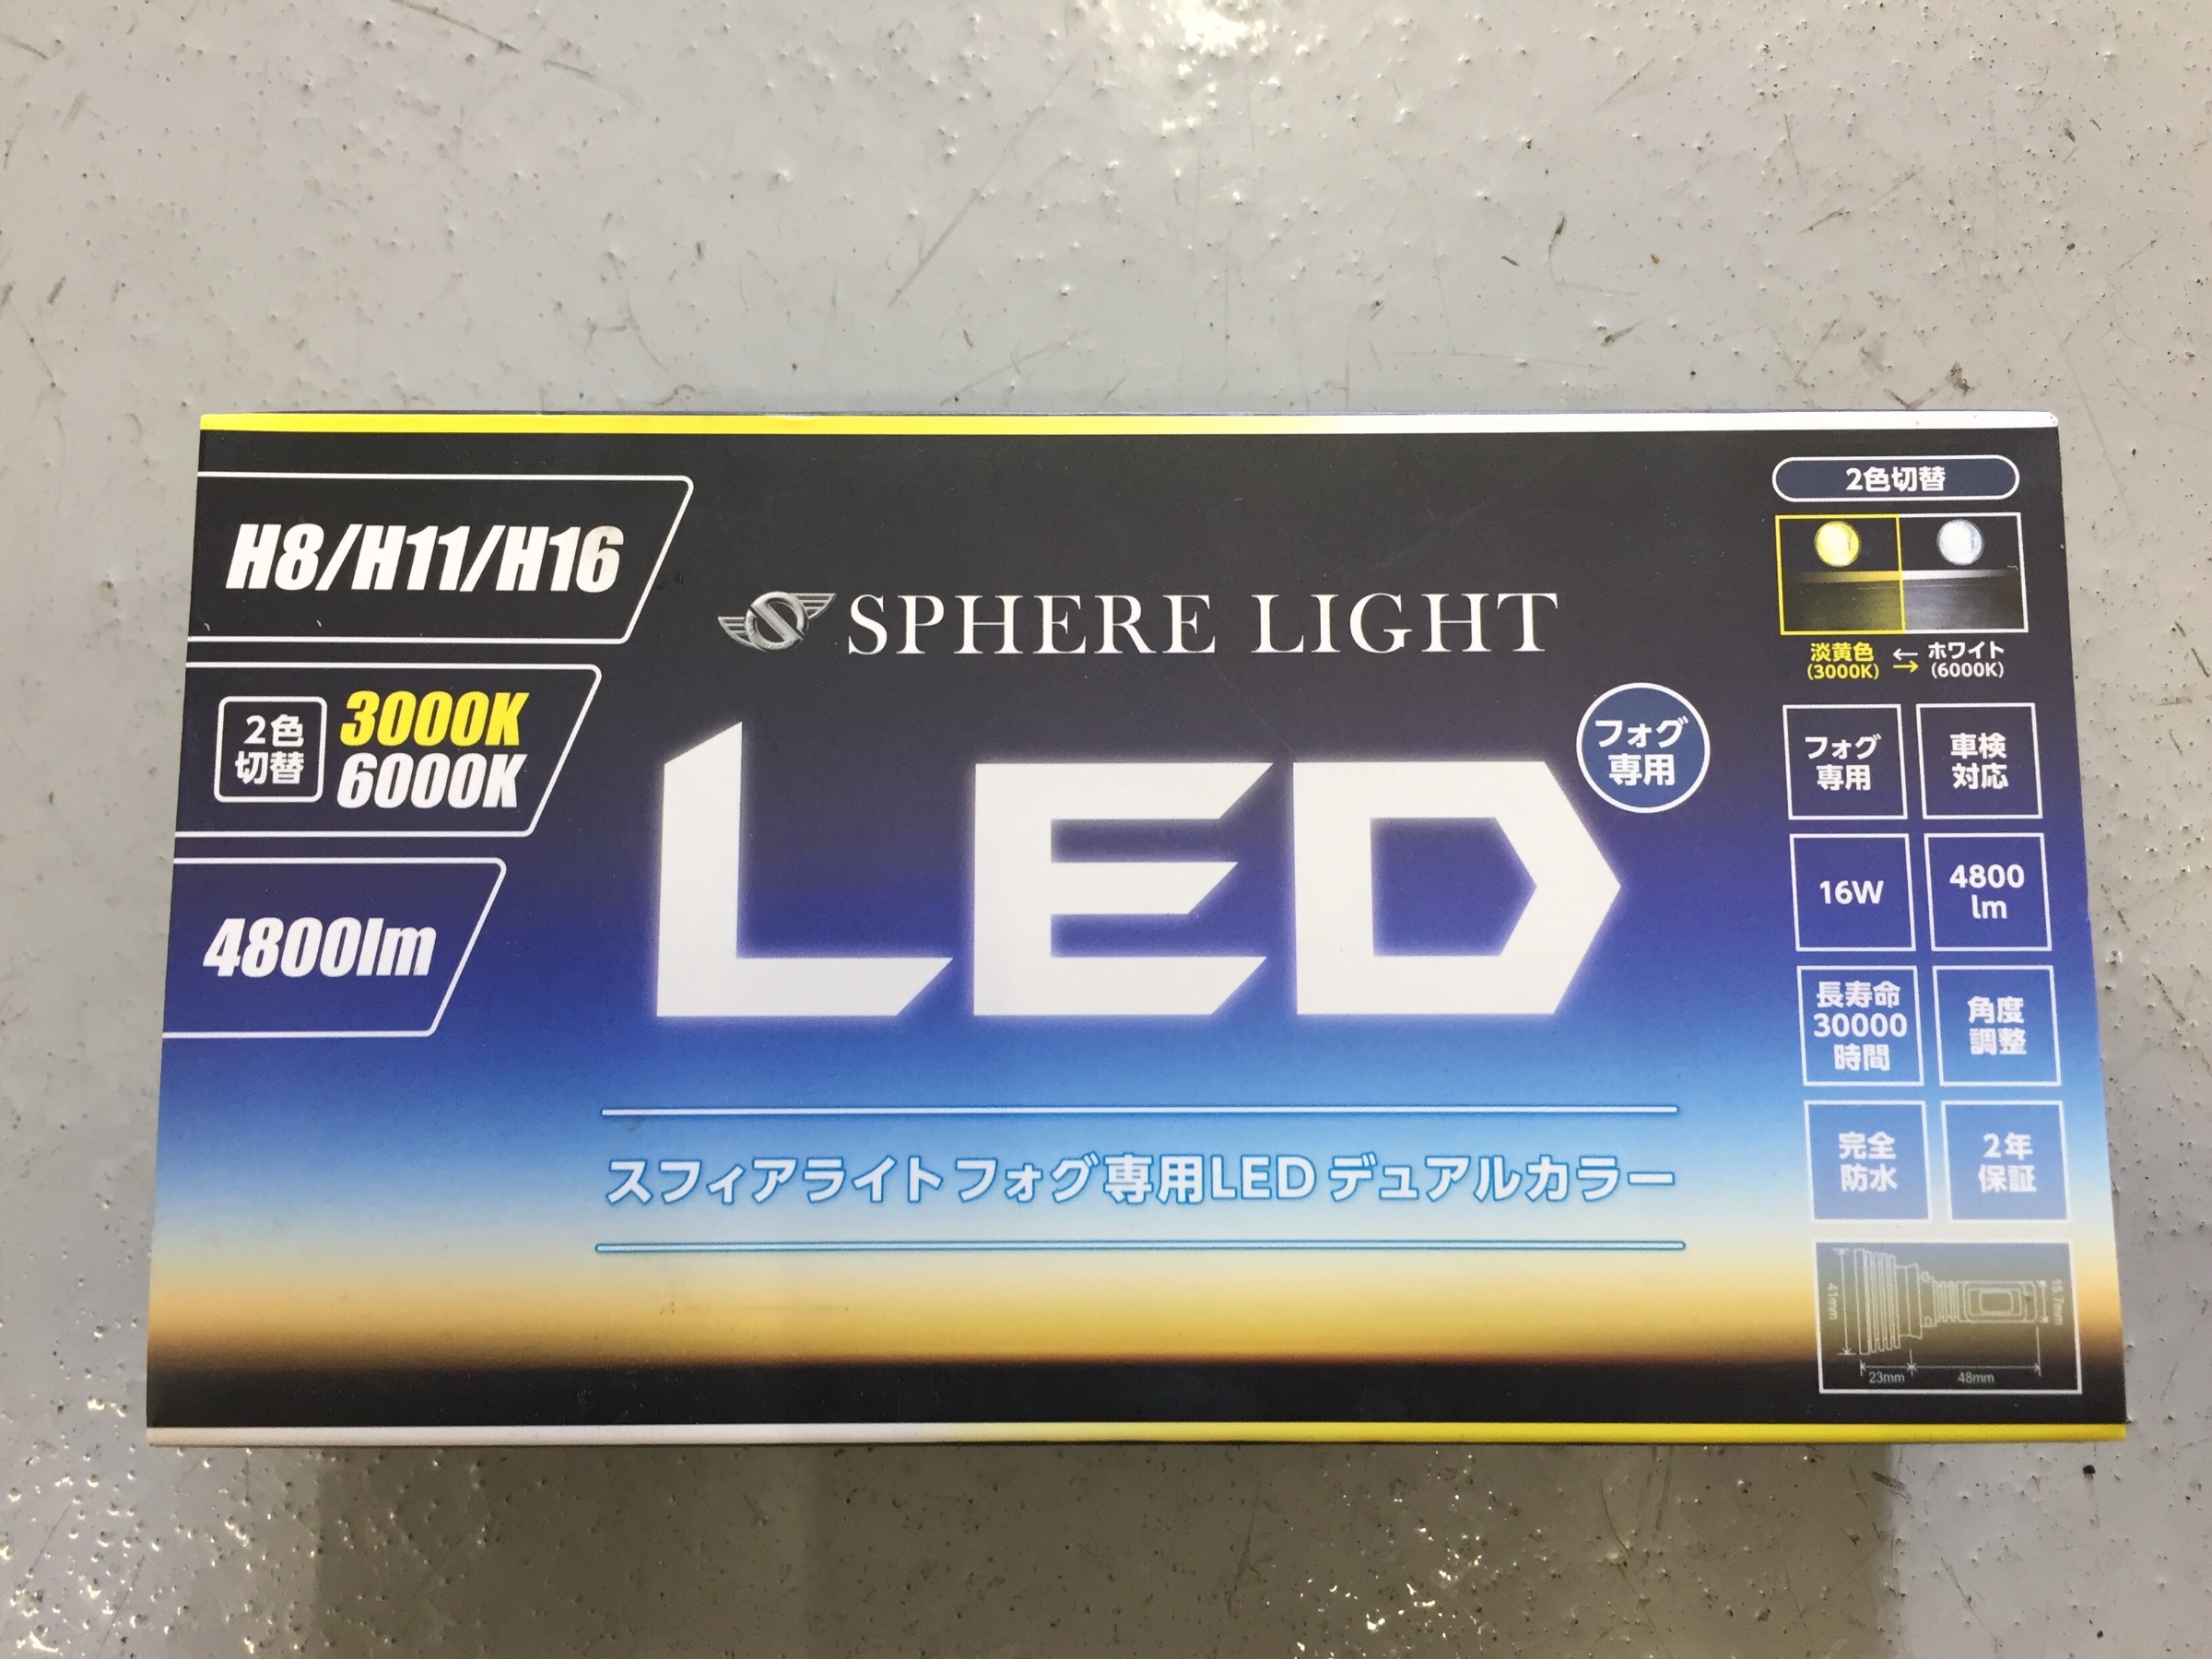 H8/H11/H16
2色
切替
3000K
6000K
4800lm
SPHERE LIGHT
LED
フォグ
専用
スフィアライト フォグ専用LED デュアルカラー
2色切替
淡黄色
(3000K)
←
→
ホワイト
(6000K)
フォグ
専用
車検
対応
16W
4800
lm
長寿命
30000
時間
角度
調整
完全
防水
2年
保証
41mm
15.7mm
23mm
48mm